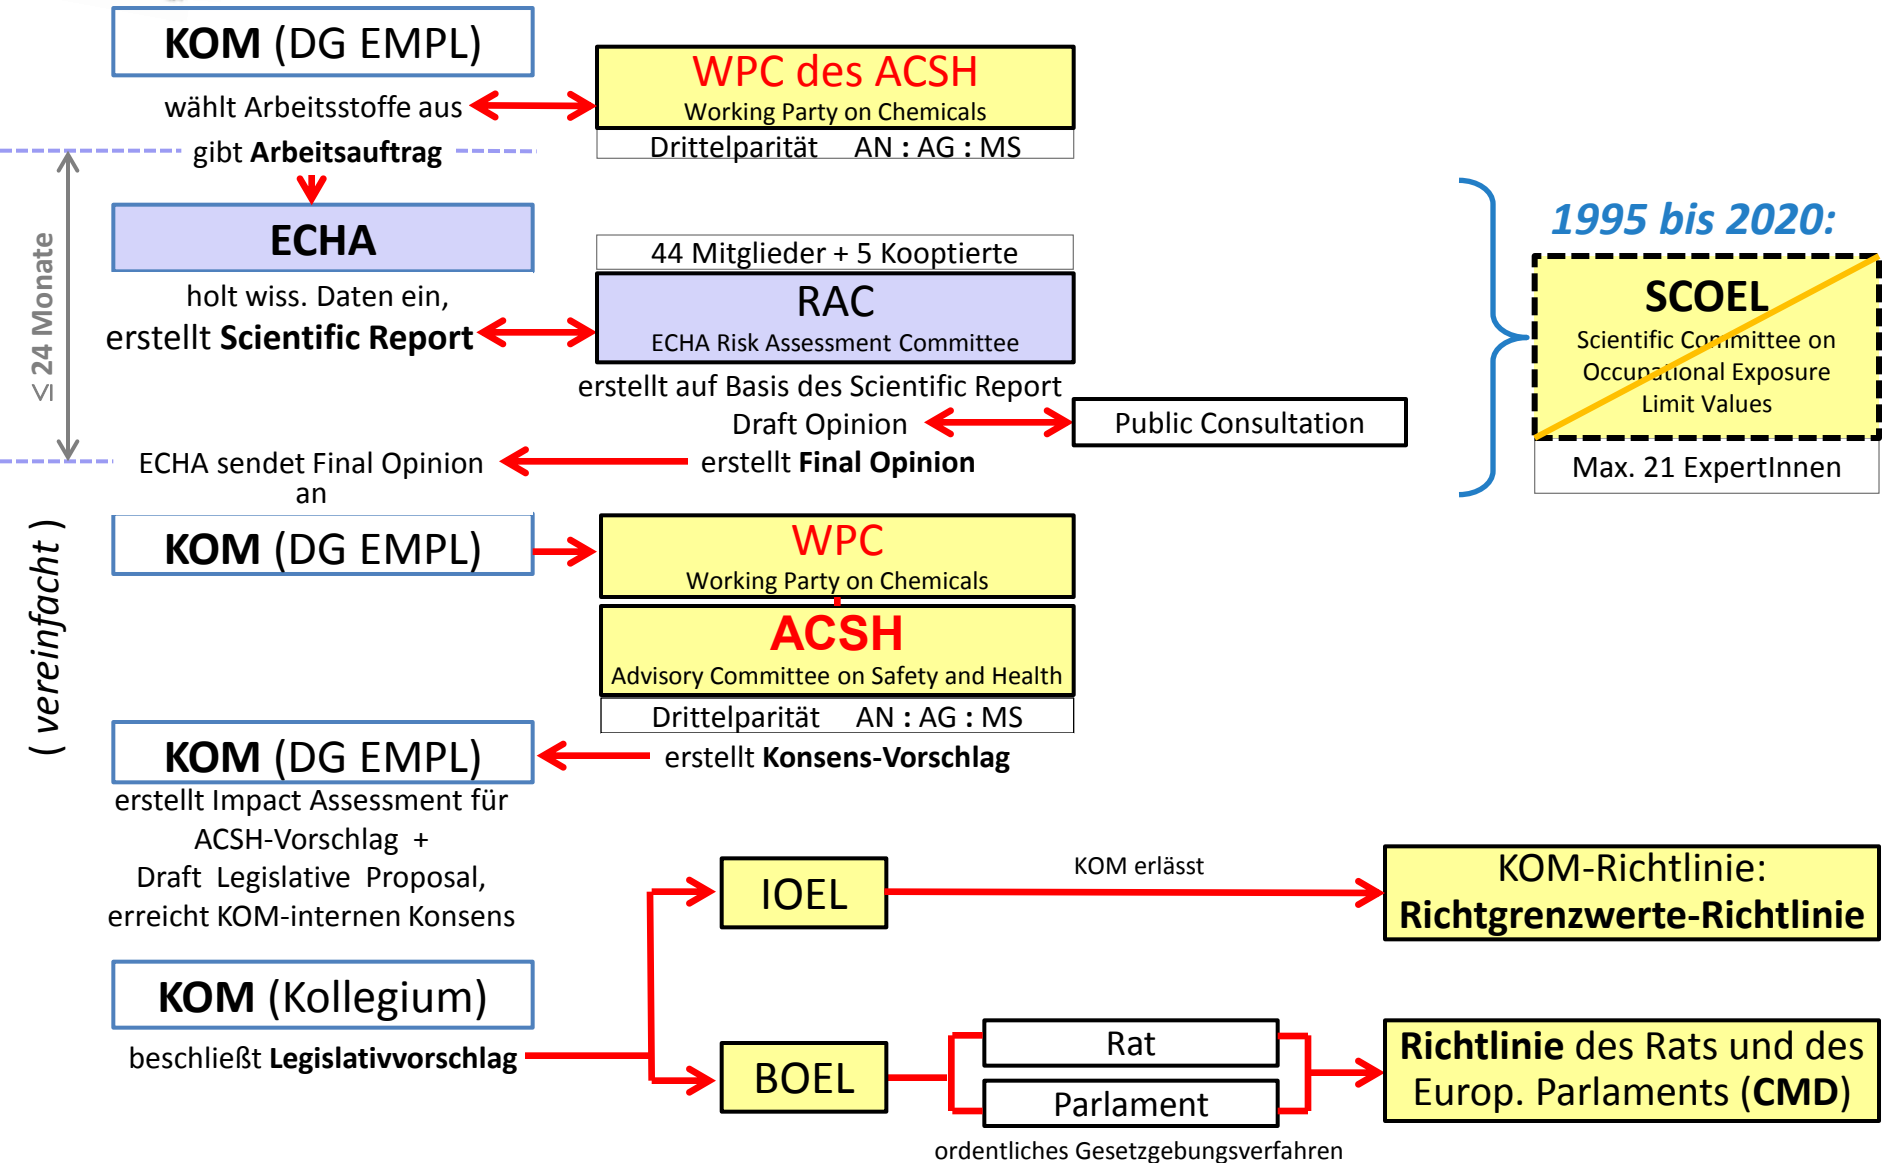 KOM (DG EMPL)
wählt Arbeitsstoffe aus
gibt Arbeitsauftrag
WPC des ACSH
Working Party on Chemicals
Drittelparität AN : AG : MS
≤ 24 Monate
ECHA
holt wiss. Daten ein,
erstellt Scientific Report
44 Mitglieder + 5 Kooptierte
RAC
ECHA Risk Assessment Committee
erstellt auf Basis des Scientific Report
Draft Opinion
Public Consultation
erstellt Final Opinion
ECHA sendet Final Opinion
an
1995 bis 2020:
SCOEL
Scientific Committee on
Occupational Exposure
Limit Values
Max. 21 ExpertInnen
( vereinfacht )
KOM (DG EMPL)
WPC
Working Party on Chemicals
ACSH
Advisory Committee on Safety and Health
Drittelparität AN : AG : MS
erstellt Konsens-Vorschlag
KOM (DG EMPL)
erstellt Impact Assessment für
ACSH-Vorschlag +
Draft Legislative Proposal,
erreicht KOM-internen Konsens
KOM (Kollegium)
beschließt Legislativvorschlag
IOEL
KOM erlässt
KOM-Richtlinie:
Richtgrenzwerte-Richtlinie
BOEL
Rat
Parlament
ordentliches Gesetzgebungsverfahren
Richtlinie des Rats und des
Europ. Parlaments (CMD)